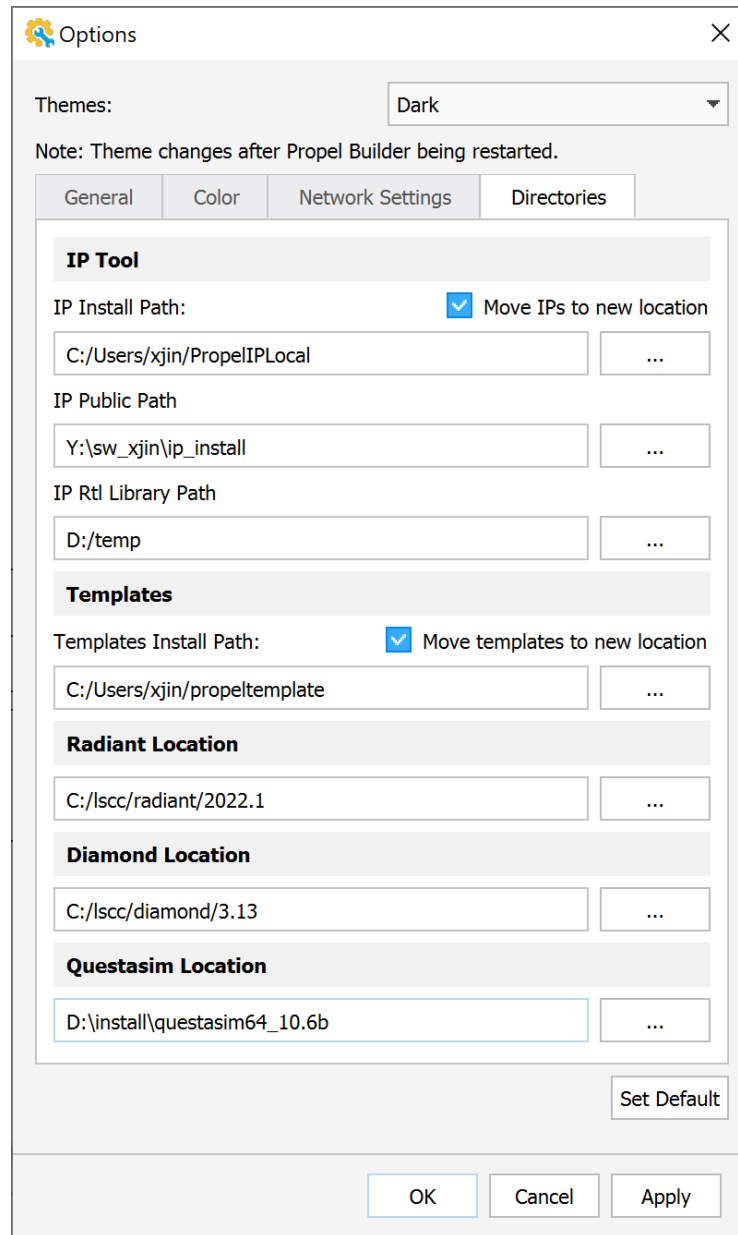 Options
Themes: Dark
Note: Theme changes after Propel Builder being restarted.
General Color Network Settings Directories
IP Tool
IP Install Path: Move IPs to new location
C:/Users/xjin/PropelIPLocal ...
IP Public Path
Y:\sw_xjin\ip_install ...
IP Rtl Library Path
D:/temp ...
Templates
Templates Install Path: Move templates to new location
C:/Users/xjin/propeltemplate ...
Radiant Location
C:/lscc/radiant/2022.1 ...
Diamond Location
C:/lscc/diamond/3.13 ...
Questasim Location
D:\install\questasim64_10.6b ...
Set Default
OK Cancel Apply